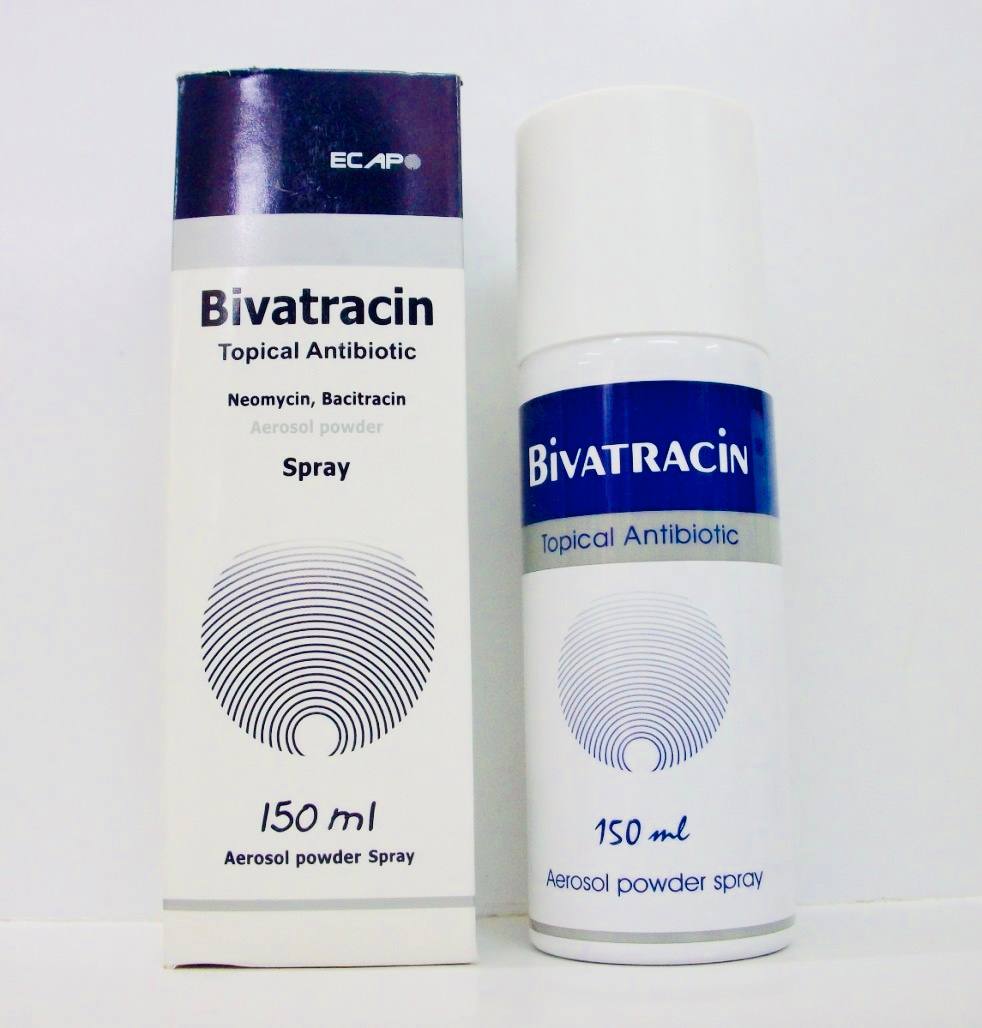 ECAP
Bivatracin
Topical Antibiotic
Neomycin, Bacitracin
Aerosol powder
Spray
150 ml
Aerosol powder Spray
BiVATRACiN
Topical Antibiotic
150 ml
Aerosol powder spray